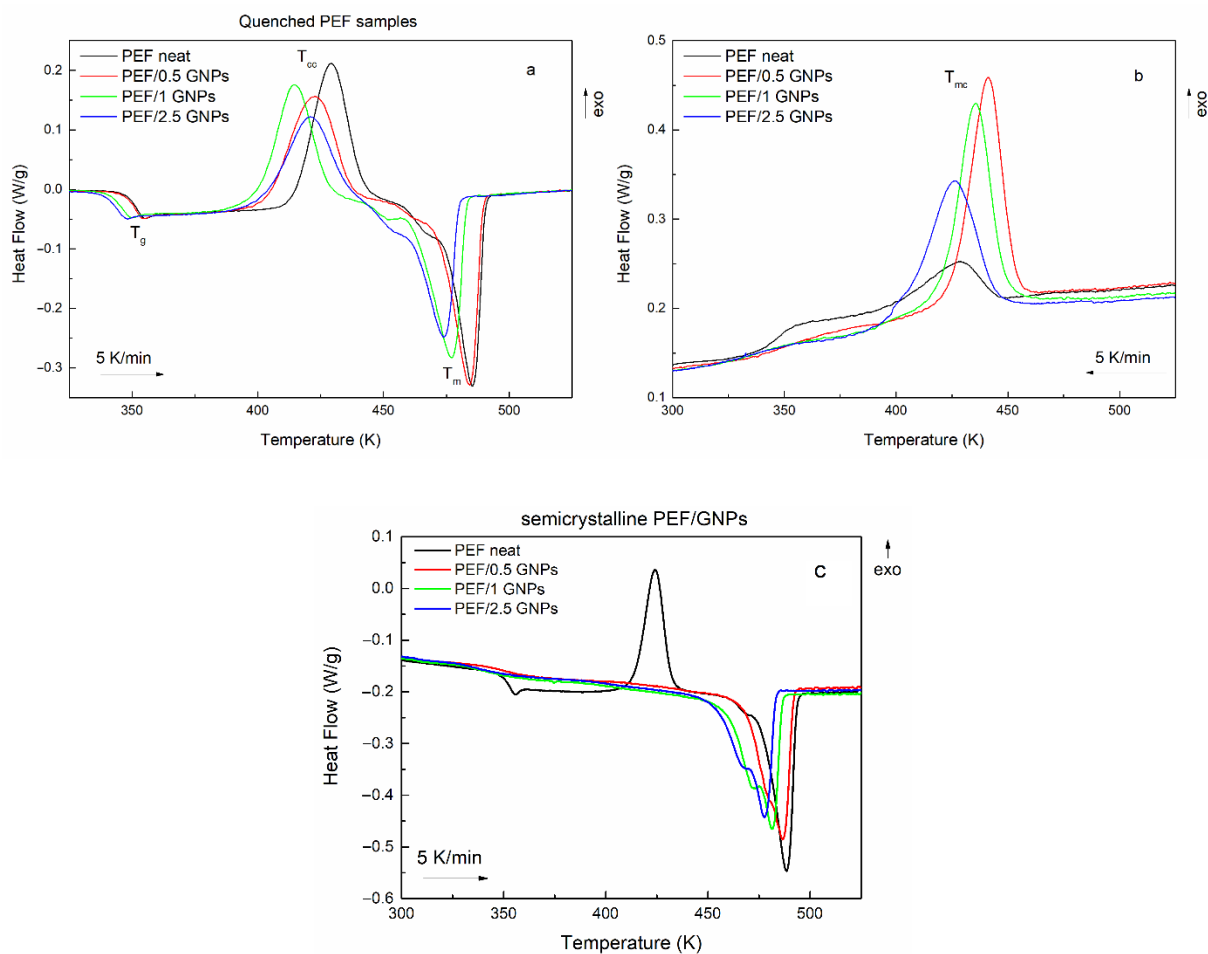 Quenched PEF samples
PEF neat
PEF/0.5 GNPs
PEF/1 GNPs
PEF/2.5 GNPs
Tcc
a
exo
Tg
Tm
5 K/min
0.2
0.1
0.0
−0.1
−0.2
−0.3
Heat Flow (W/g)
350
400
450
500
Temperature (K)
PEF neat
PEF/0.5 GNPs
PEF/1 GNPs
PEF/2.5 GNPs
Tmc
b
exo
5 K/min
0.5
0.4
0.3
0.2
0.1
Heat Flow (W/g)
300
350
400
450
500
Temperature (K)
semicrystalline PEF/GNPs
PEF neat
PEF/0.5 GNPs
PEF/1 GNPs
PEF/2.5 GNPs
c
exo
5 K/min
0.1
0.0
−0.1
−0.2
−0.3
−0.4
−0.5
−0.6
Heat Flow (W/g)
300
350
400
450
500
Temperature (K)